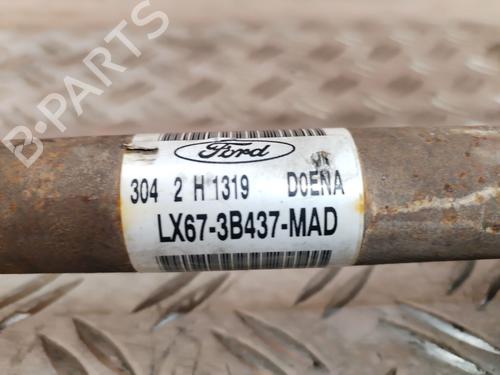 B-PARTS
Ford
304 2 H 1319 D0ENA
LX67-3B437-MAD